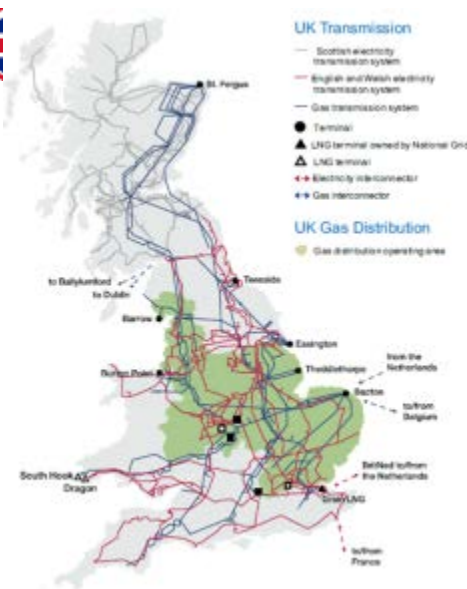 UK Transmission
Scottish electricity
transmission system
English and Welsh electricity
transmission system
Gas transmission system
Terminal
LNG terminal owned by National Grid
LNG terminal
Electricity interconnector
Gas interconnector
UK Gas Distribution
Gas distribution operating area
St. Fergus
to Ballylumford
to Dublin
Teesside
Barrow
Easington
Theddlethorpe
from the
Netherlands
Bacton
to/from
Belgium
Point
South Hook
Dragon
BritNed to/from
the Netherlands
Grain LNG
to/from
France